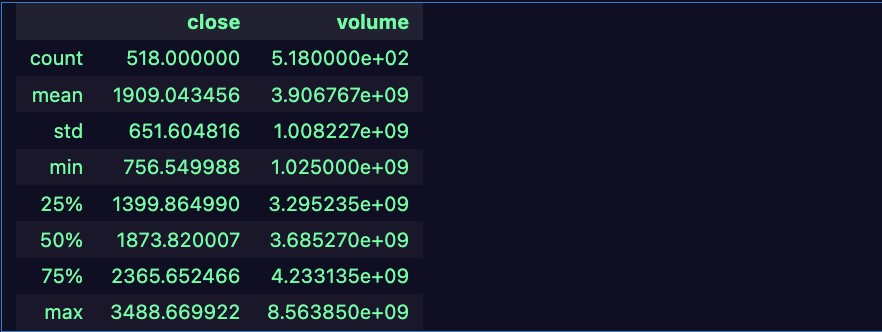 close volume
count 518.000000 5.180000e+02
mean 1909.043456 3.906767e+09
std 651.604816 1.008227e+09
min 756.549988 1.025000e+09
25% 1399.864990 3.295235e+09
50% 1873.820007 3.685270e+09
75% 2365.652466 4.233135e+09
max 3488.669922 8.563850e+09